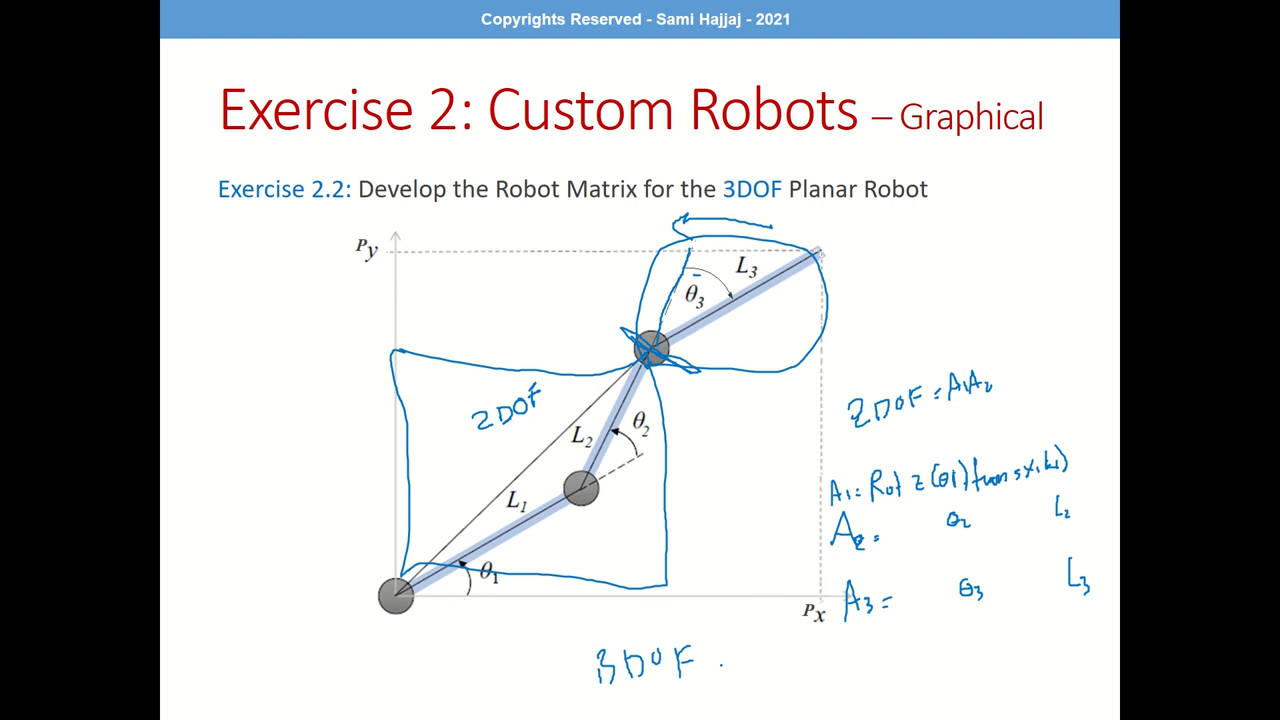 Copyrights Reserved - Sami Hajjaj - 2021
Exercise 2: Custom Robots – Graphical
Exercise 2.2: Develop the Robot Matrix for the 3DOF Planar Robot
Py
L3
θ3
2DOF
L2
θ2
2DOF = A1A2
L1
A1 = Rot z (θ1) trans x, L1)
A2 = θ2 L2
θ1
A3 = θ3 L3
Px
3DOF